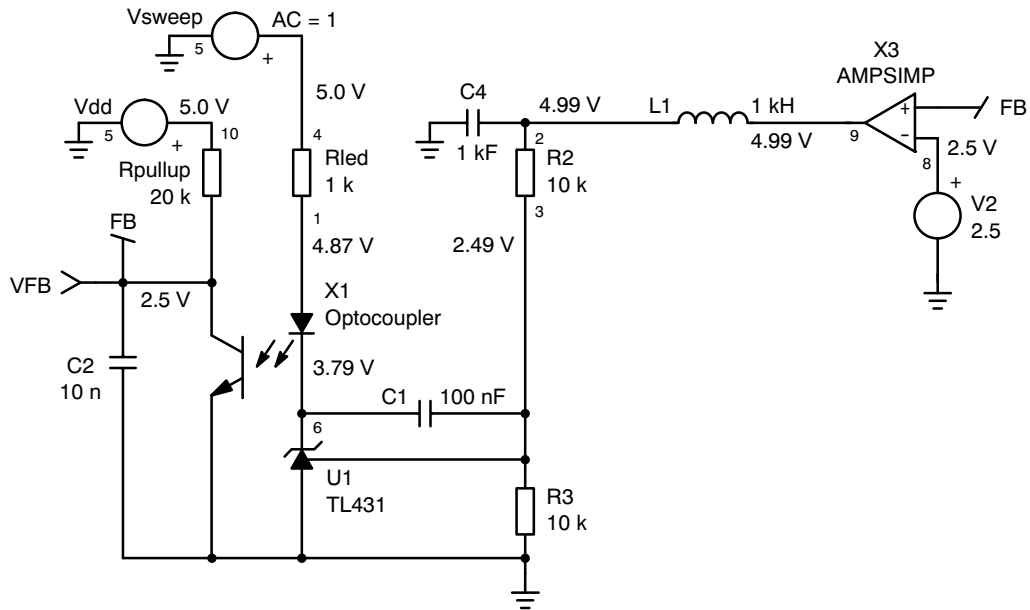 Vsweep
AC = 1
5
+
5.0 V
Vdd
5.0 V
5
+
10
Rpullup
20 k
4
Rled
1 k
1
4.87 V
FB
VFB
2.5 V
X1
Optocoupler
3.79 V
C2
10 n
C1
100 nF
6
U1
TL431
C4
1 kF
4.99 V
2
R2
10 k
3
2.49 V
R3
10 k
L1
1 kH
4.99 V
9
X3
AMPSIMP
+
–
FB
8
2.5 V
+
V2
2.5